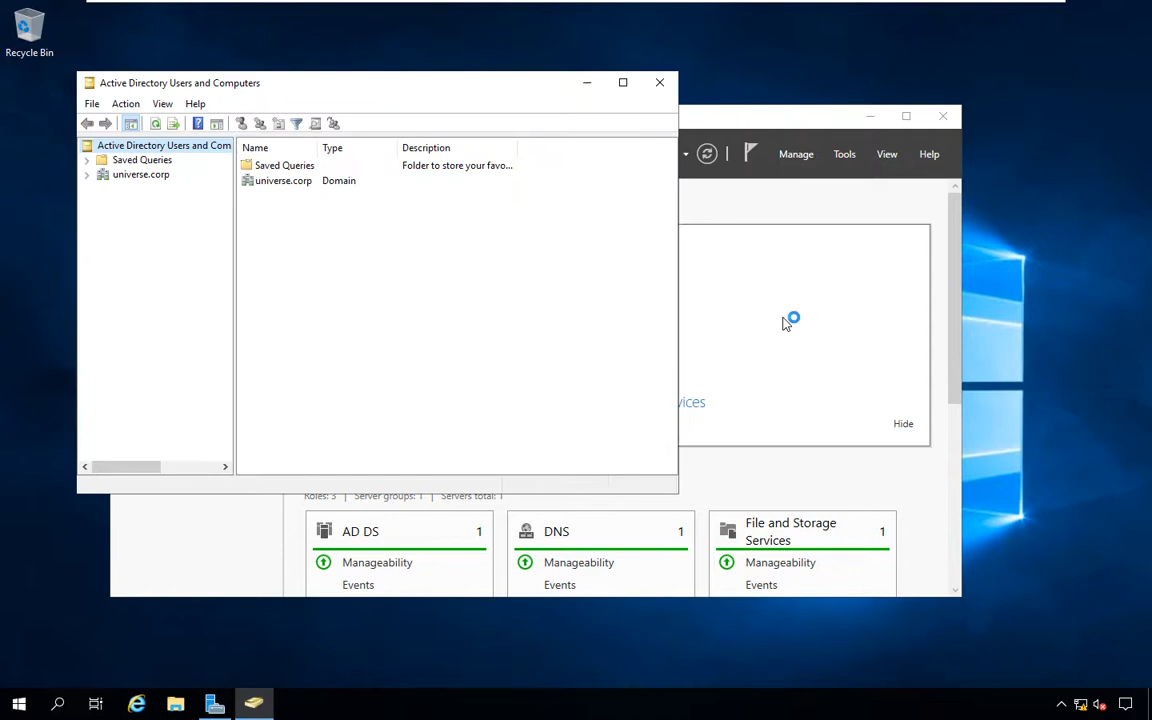 Recycle Bin
Active Directory Users and Computers
File Action View Help
Active Directory Users and Com
Saved Queries
universe.corp
Name Type Description
Saved Queries Folder to store your favo...
universe.corp Domain
Manage Tools View Help
vices
Hide
Roles: 3 | Server groups: 1 | Servers total: 1
AD DS 1
Manageability
Events
DNS 1
Manageability
Events
File and Storage
Services 1
Manageability
Events